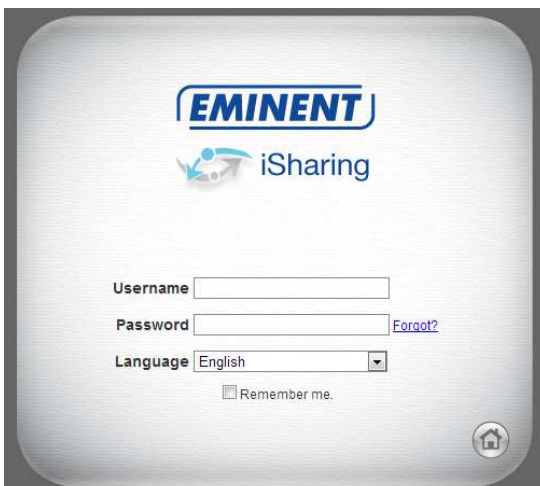 EMINENT
iSharing
Username
Password Forgot?
Language English
Remember me.